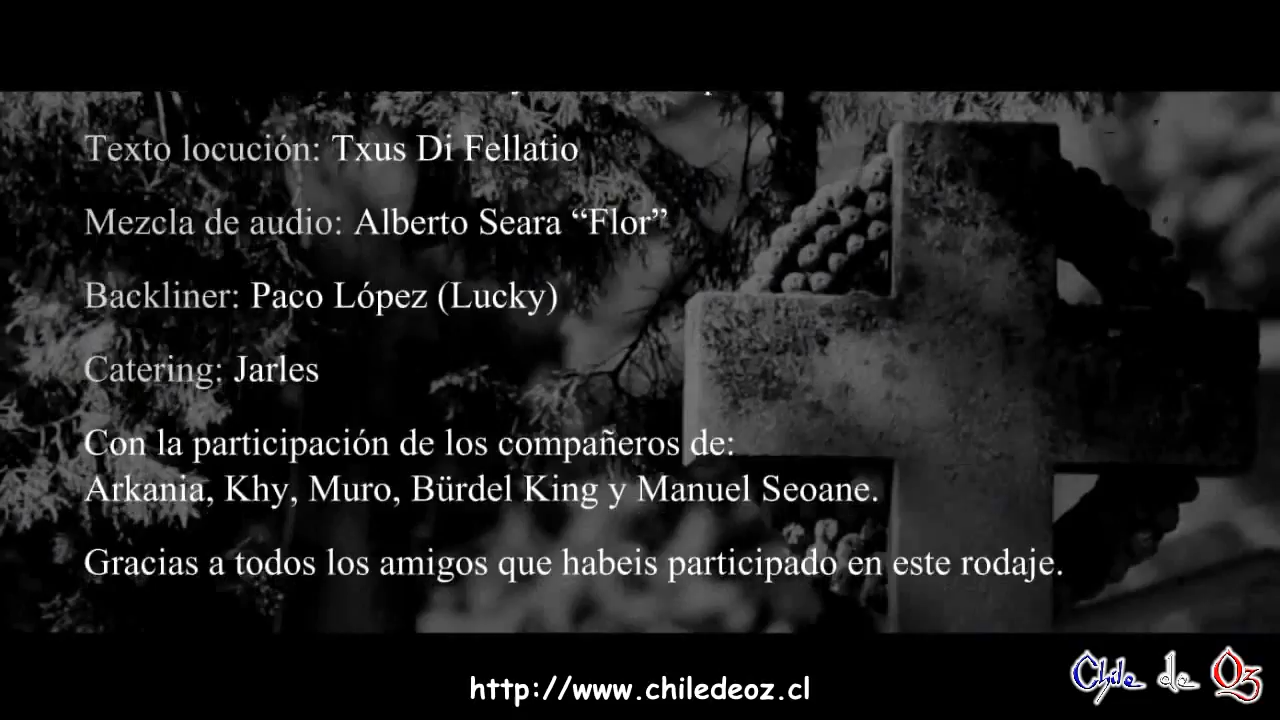 Texto locución: Txus Di Fellatio
Mezcla de audio: Alberto Seara “Flor”
Backliner: Paco López (Lucky)
Catering: Jarles
Con la participación de los compañeros de:
Arkania, Khy, Muro, Bürdel King y Manuel Seoane.
Gracias a todos los amigos que habeis participado en este rodaje.
http://www.chiledeoz.cl
Chile de Oz